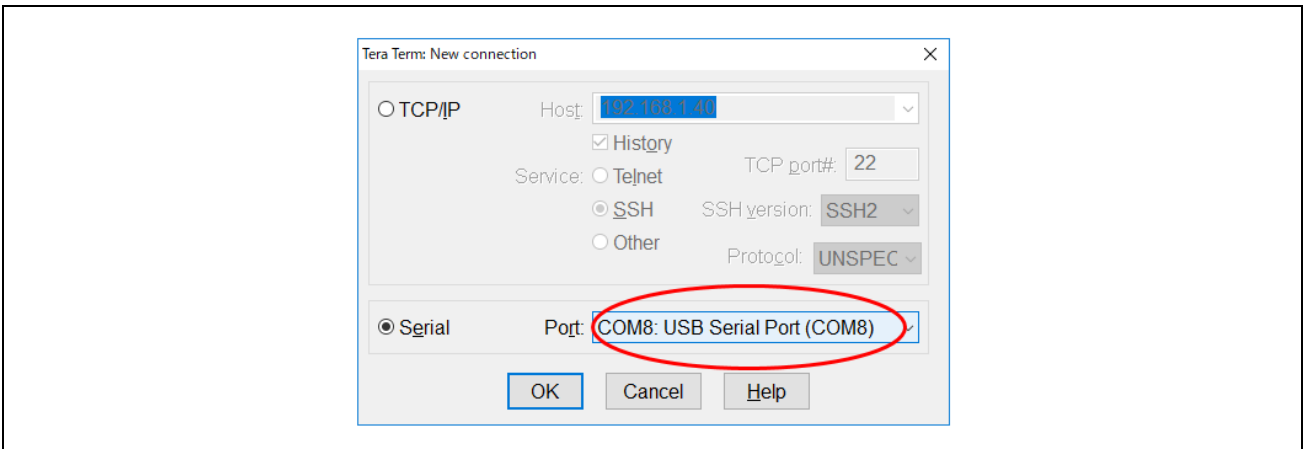 Tera Term: New connection
TCP/IP
Host: 192.168.1.40
History
Service: Telnet
TCP port#: 22
SSH
SSH version: SSH2
Other
Protocol: UNSPEC
Serial
Port: COM8: USB Serial Port (COM8)
OK
Cancel
Help